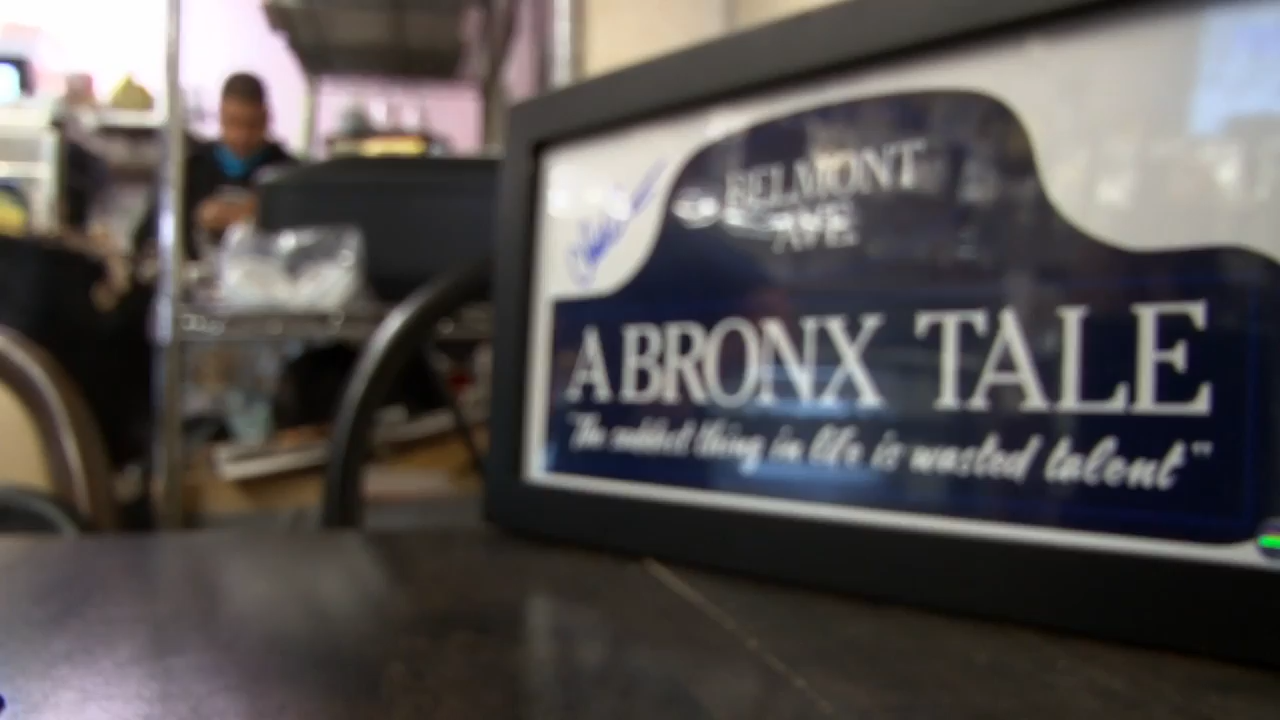 BELMONT
AVE
A BRONX TALE
"The saddest thing in life is wasted talent"